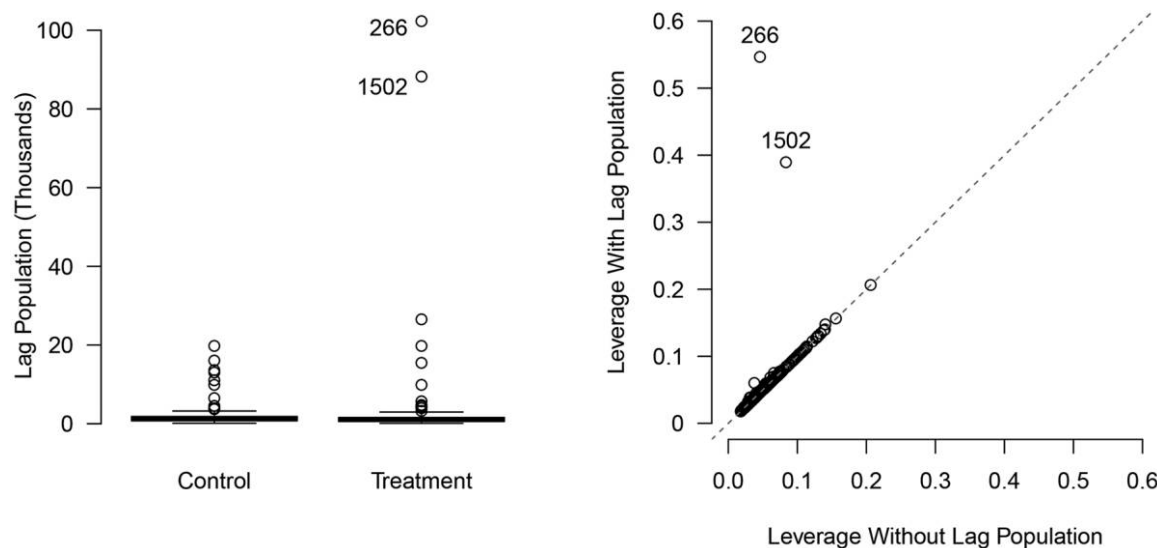 Lag Population (Thousands)
100
80
60
40
20
0
266
1502
Control
Treatment
Leverage With Lag Population
0.6
0.5
0.4
0.3
0.2
0.1
0
266
1502
0.0 0.1 0.2 0.3 0.4 0.5 0.6
Leverage Without Lag Population